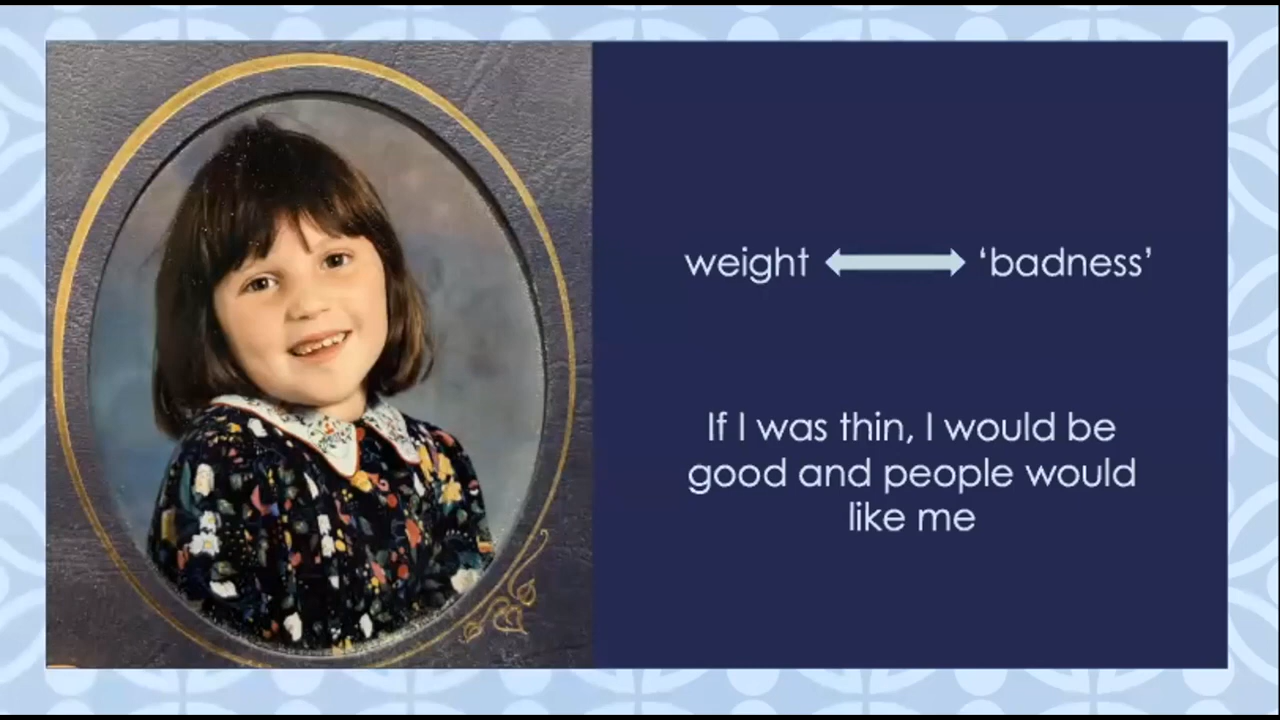 weight ⟷ ‘badness’
If I was thin, I would be
good and people would
like me